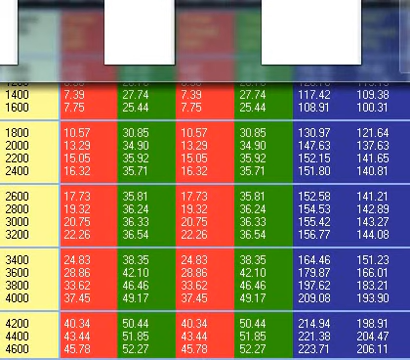 1400 7.39 27.74 7.39 27.74 117.42 109.38
1600 7.75 25.44 7.75 25.44 108.91 100.31
1800 10.57 30.85 10.57 30.85 130.97 121.64
2000 13.29 34.90 13.29 34.90 147.63 137.63
2200 15.05 35.92 15.05 35.92 152.15 141.65
2400 16.32 35.71 16.32 35.71 151.80 140.81
2600 17.73 35.81 17.73 35.81 152.58 141.21
2800 19.32 36.24 19.32 36.24 154.53 142.89
3000 20.75 36.33 20.75 36.33 155.42 143.27
3200 22.26 36.54 22.26 36.54 156.77 144.08
3400 24.83 38.35 24.83 38.35 164.46 151.23
3600 28.86 42.10 28.86 42.10 179.87 166.01
3800 33.62 46.46 33.62 46.46 197.62 183.21
4000 37.45 49.17 37.45 49.17 209.08 193.90
4200 40.34 50.44 40.34 50.44 214.94 198.91
4400 43.44 51.85 43.44 51.85 221.38 204.47
4600 45.78 52.27 45.78 52.27 223.71 206.11